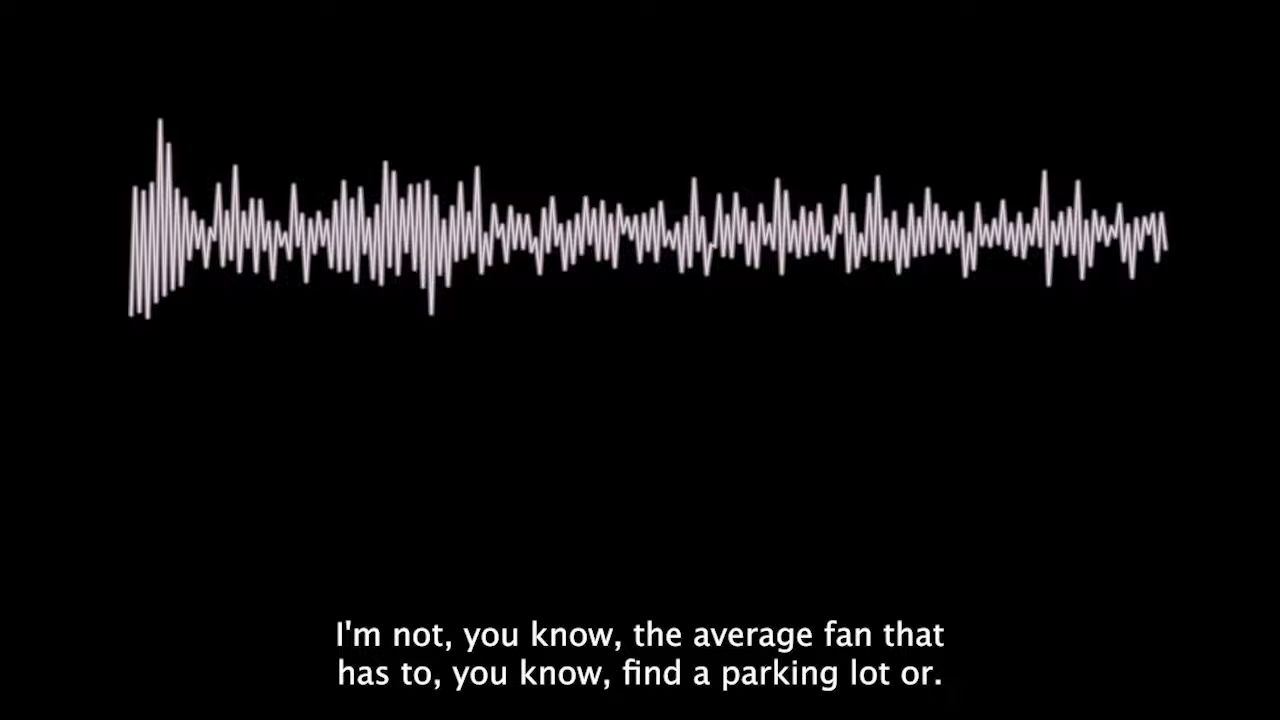 I'm not, you know, the average fan that
has to, you know, find a parking lot or.